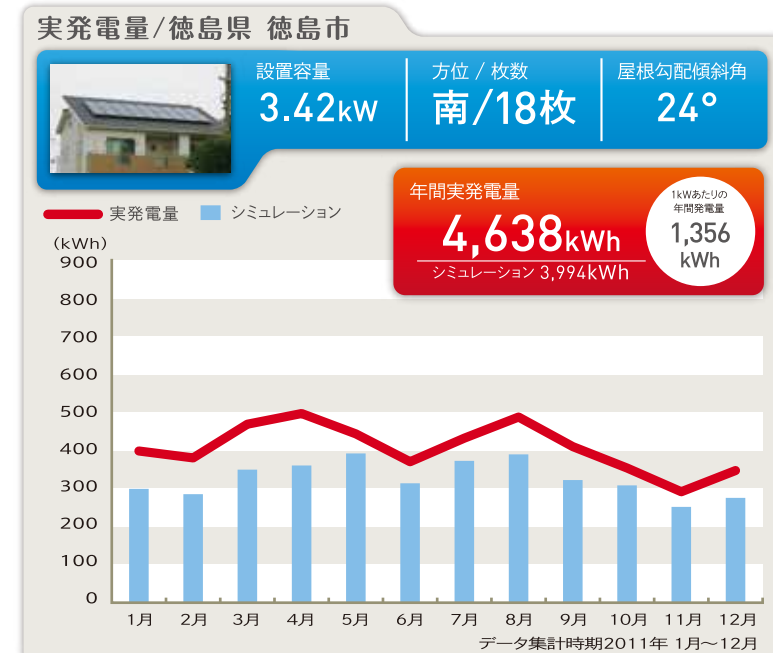 実発電量/徳島県 徳島市
設置容量
3.42kW
方位 / 枚数
南/18枚
屋根勾配傾斜角
24°
年間実発電量
4,638kWh
シミュレーション 3,994kWh
1kWあたりの
年間発電量
1,356
kWh
実発電量 シミュレーション
(kWh)
900
800
700
600
500
400
300
200
100
0
1月 2月 3月 4月 5月 6月 7月 8月 9月 10月 11月 12月
データ集計時期2011年 1月～12月